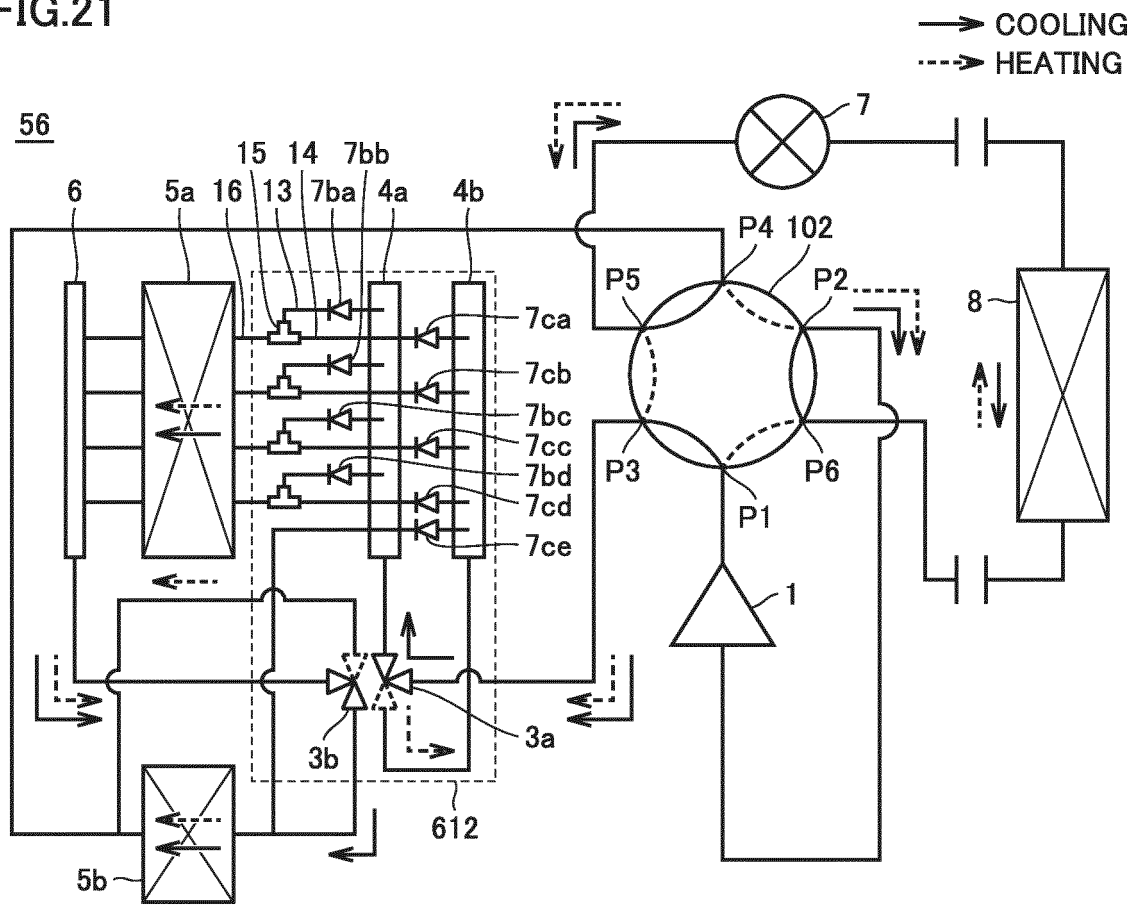 FIG.21
COOLING
HEATING
56
7
15 14 7bb
6 5a 16 13 7ba 4a 4b
P4 102
P5 P2
8
7ca
7cb
7bc
7cc
7bd
7cd
7ce
P3 P6
P1
1
3b 3a
612
5b